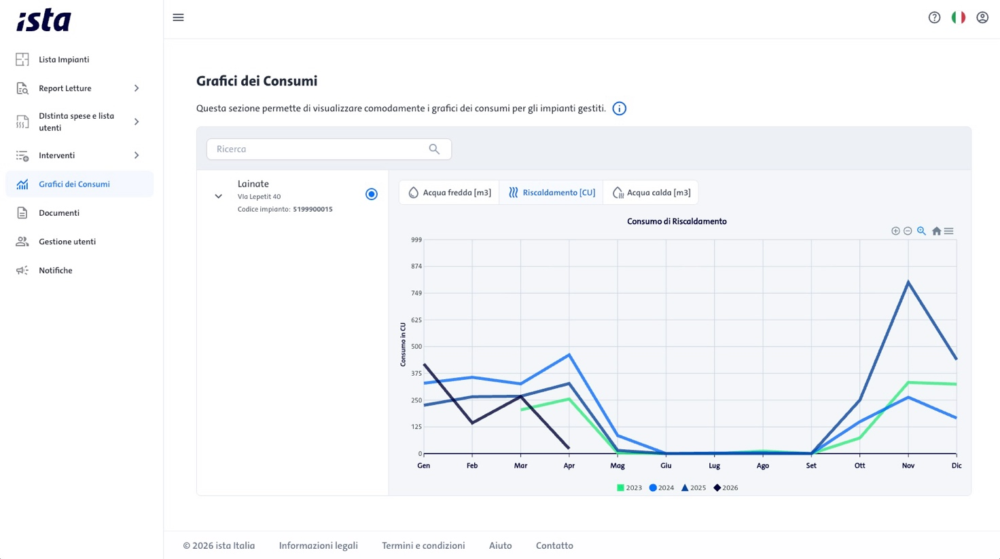 ista
Lista Impianti
Report Letture
DIstinta spese e lista
utenti
Interventi
Grafici dei Consumi
Documenti
Gestione utenti
Notifiche
Grafici dei Consumi
Questa sezione permette di visualizzare comodamente i grafici dei consumi per gli impianti gestiti.
Ricerca
Lainate
VIa Lepetit 40
Codice impianto: 5199900015
Acqua fredda [m3]
Riscaldamento [CU]
Acqua calda [m3]
Consumo di Riscaldamento
Consumo in CU
999
874
749
625
500
375
250
125
0
Gen Feb Mar Apr Mag Giu Lug Ago Set Ott Nov Dic
2023 2024 2025 2026
© 2026 ista Italia Informazioni legali Termini e condizioni Aiuto Contatto